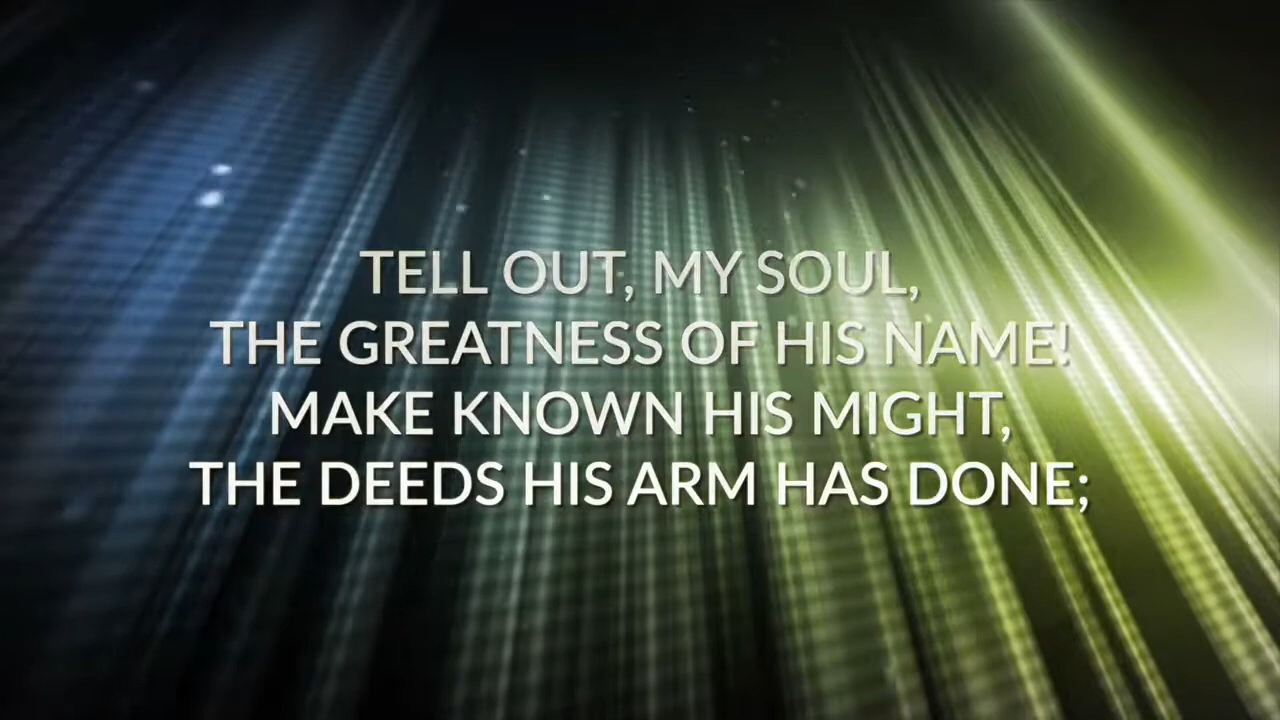 TELL OUT, MY SOUL,
THE GREATNESS OF HIS NAME!
MAKE KNOWN HIS MIGHT,
THE DEEDS HIS ARM HAS DONE;